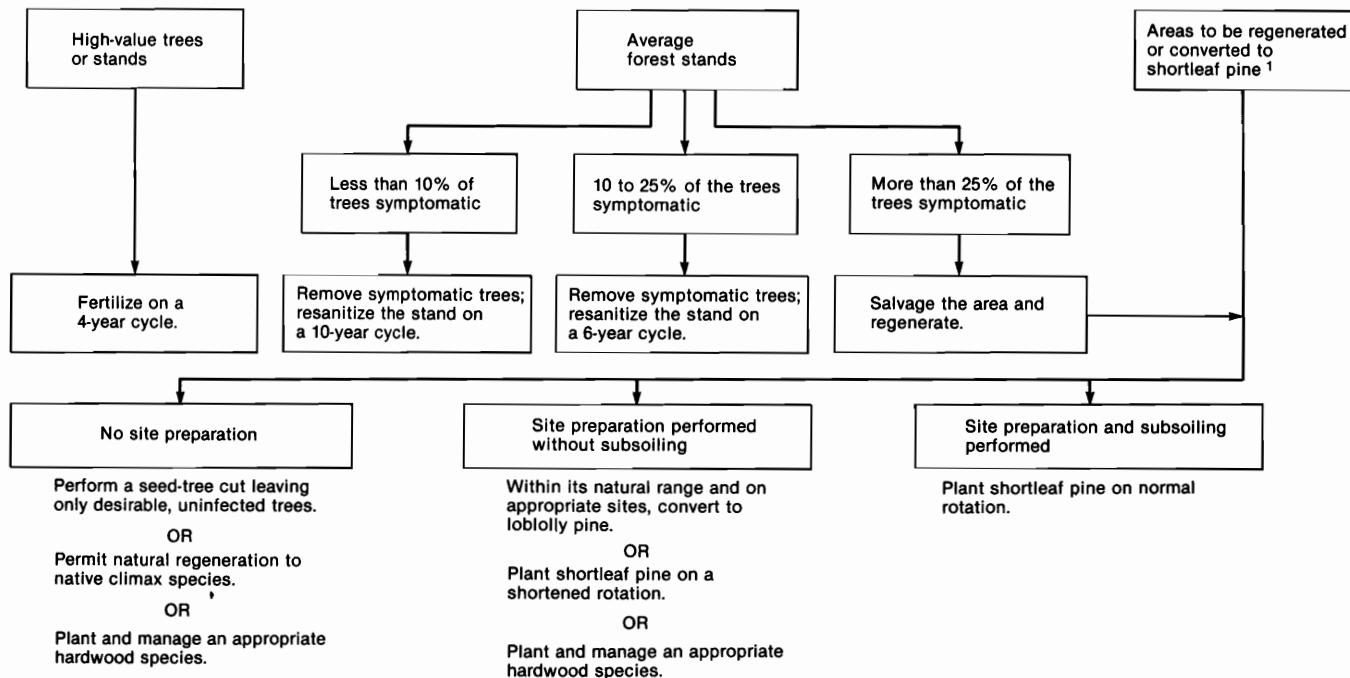 High-value trees
or stands
Average
forest stands
Areas to be regenerated
or converted to
shortleaf pine 1
Less than 10% of
trees symptomatic
10 to 25% of the trees
symptomatic
More than 25% of the
trees symptomatic
Fertilize on a
4-year cycle.
Remove symptomatic trees;
resanitize the stand on
a 10-year cycle.
Remove symptomatic trees;
resanitize the stand on
a 6-year cycle.
Salvage the area and
regenerate.
No site preparation
Site preparation performed
without subsoiling
Site preparation and subsoiling
performed
Perform a seed-tree cut leaving
only desirable, uninfected trees.
OR
Permit natural regeneration to
native climax species.
OR
Plant and manage an appropriate
hardwood species.
Within its natural range and on
appropriate sites, convert to
loblolly pine.
OR
Plant shortleaf pine on a
shortened rotation.
OR
Plant and manage an appropriate
hardwood species.
Plant shortleaf pine on normal
rotation.